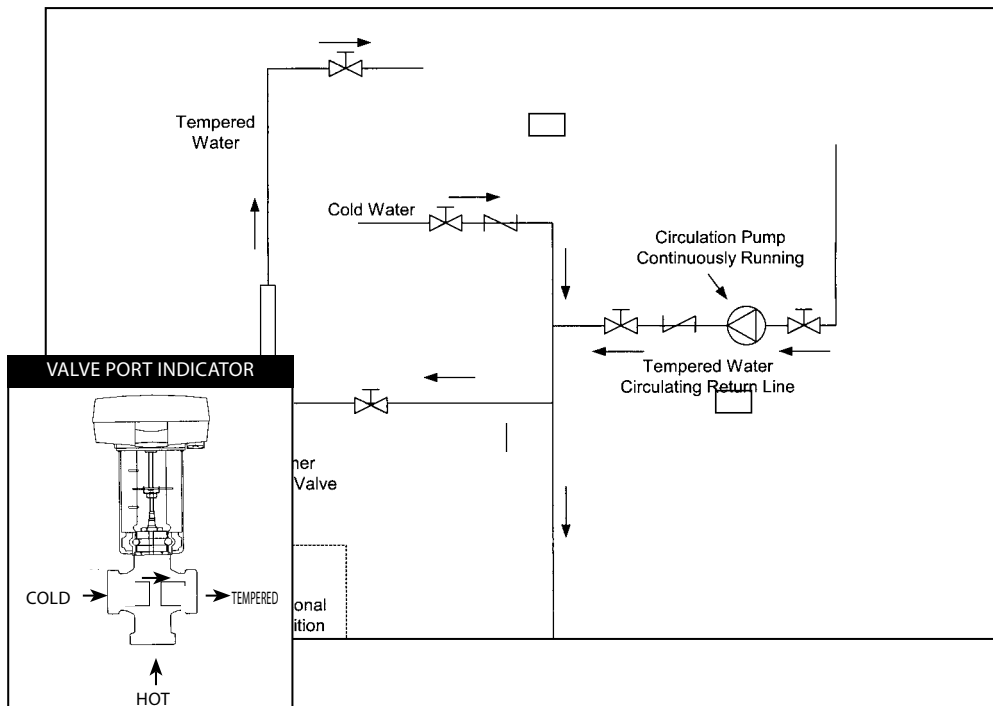 Tempered
Water
Cold Water
Circulation Pump
Continuously Running
Tempered Water
Circulating Return Line
VALVE PORT INDICATOR
Valve
COLD
TEMPERED
HOT